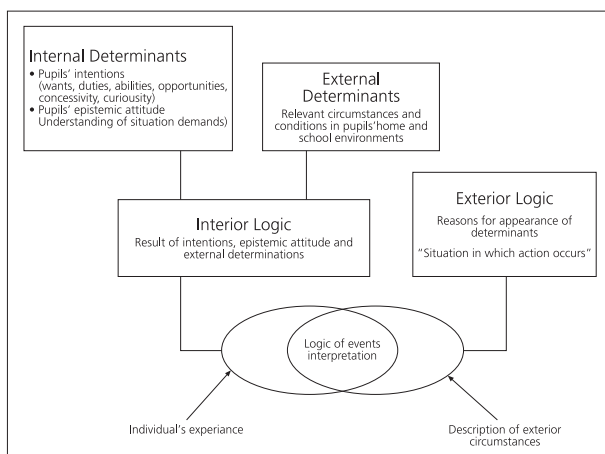 Internal Determinants
• Pupils' intentions
(wants, duties, abilities, opportunities,
concessivity, curiousity)
• Pupils' epistemic attitude
Understanding of situation demands)
External
Determinants
Relevant circumstances and
conditions in pupils'home and
school environments
Interior Logic
Result of intentions, epistemic attitude and
external determinations
Exterior Logic
Reasons for appearance of
determinants
"Situation in which action occurs"
Logic of events
interpretation
Individual's experiance
Description of exterior
circumstances